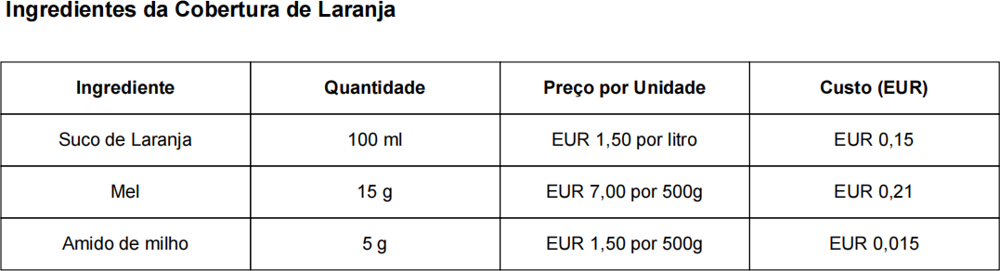 Ingredientes da Cobertura de Laranja
Ingrediente Quantidade Preço por Unidade Custo (EUR)
Suco de Laranja 100 ml EUR 1,50 por litro EUR 0,15
Mel 15 g EUR 7,00 por 500g EUR 0,21
Amido de milho 5 g EUR 1,50 por 500g EUR 0,015